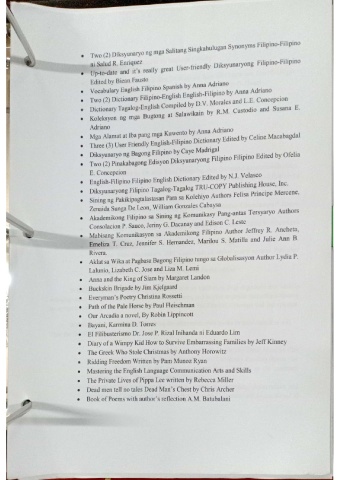 • Two (2) Diksyunaryo ng mga Salitang Singkahulugan Synonyms Filipino-Filipino
ni Salud R. Enriquez
• Up-to-date and it's really great User-friendly Diksyunaryong Filipino-Filipino
Edited by Biens Fausto
• Vocabulary English Filipino Spanish by Anna Adriano
• Two (2) Dictionary Filipino-English English-Filipino by Anna Adriano
• Dictionary Tagalog-English Compiled by D.V. Morales and L.E. Concepcion
• Koleksyon ng mga Bugtong at Salawikain by R.M. Custodio and Susana E.
Adriano
• Mga Alamat at Iba pang mga Kuwento by Anna Adriano
• Three (3) User Friendly English-Filipino Dictionary Edited by Celine Macabagdal
• Diksyunaryo ng Bagong Filipino by Caye Madrigal
• Two (2) Pinakabagong Edisyon Diksyunaryong Filipino Filipino Edited by Ofelia
E. Concepcion
• English-Filipino Filipino English Dictionary Edited by N.J. Velasco
• Diksyunaryong Filipino Tagalog-Tagalog TRU-COPY Publishing House, Inc.
• Sining ng Pakikipagtalastasan Para sa Kolehiyo Authors Felisa Principe Mercene,
Zenaida Sunga De Leon, William Gonzales Cabaysa
• Akademikong Filipino sa Sining ng Komunikasy Pang-antas Tersyaryo Authors
Consolacion P. Sauco, Jeriny G. Dacanay and Edison C. Leste
• Mabisang Komunikasyon sa Akademikong Filipino Author Jeffrey R. Ancheta,
Emelita T. Cruz, Jennifer S. Hernandez, Marilou S. Matilla and Julie Ann B
Rivera,
• Aklat sa Wika at Pagbasa Bagong Filipino tungo sa Globalisasyon Author Lydia P.
Lalunio, Lizabeth C. Jose and Liza M. Lemi
• Anna and the King of Siam by Margaret Landon
• Buckskin Brigade by Jim Kjelgaard
• Everyman's Poetry Christina Rossetti
• Path of the Pale Horse by Paul Fleischman
• Our Arcadia a novel, By Robin Lippincott
• Bayani, Karmina D. Torres
• El Filibusterismo Dr. Jose P. Rizal Inibanda ni Eduardo Lim
• Diary of a Wimpy Kid How to Survive Embarrassing Families by Jeff Kinney
• The Greek Who Stole Christmas by Anthony Horowitz
• Ridding Freedom Written by Pam Munoz Ryan
• Mastering the English Language Communication Arts and Skills
• The Private Lives of Pippa Lee written by Rebecca Miller
• Dead men tell no tales Dead Man's Chest by Chris Archer
• Book of Poems with author's reflection A.M. Batubalani